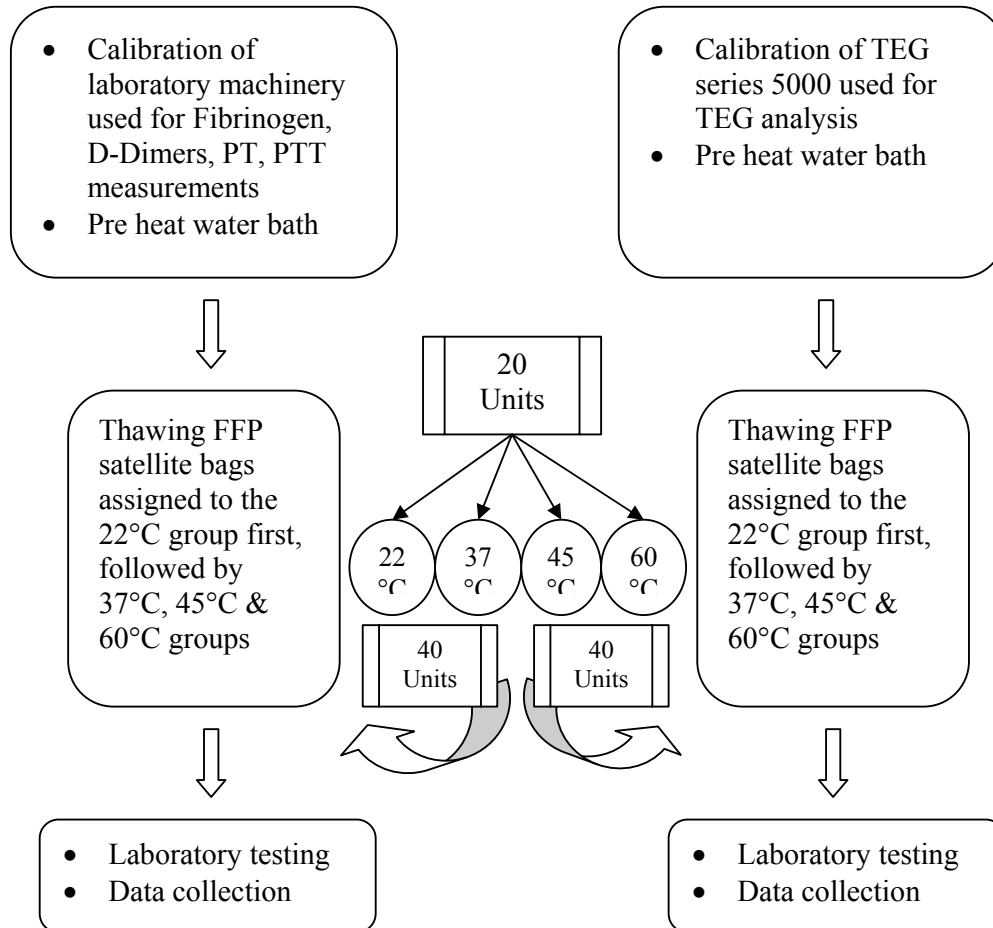 • Calibration of
laboratory machinery
used for Fibrinogen,
D-Dimers, PT, PTT
measurements
• Pre heat water bath
• Calibration of TEG
series 5000 used for
TEG analysis
• Pre heat water bath
20
Units
Thawing FFP
satellite bags
assigned to the
22°C group first,
followed by
37°C, 45°C &
60°C groups
22
°C
37
°C
45
°C
60
°C
40
Units
40
Units
Thawing FFP
satellite bags
assigned to the
22°C group first,
followed by
37°C, 45°C &
60°C groups
• Laboratory testing
• Data collection
• Laboratory testing
• Data collection